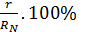 r/R_N . 100%